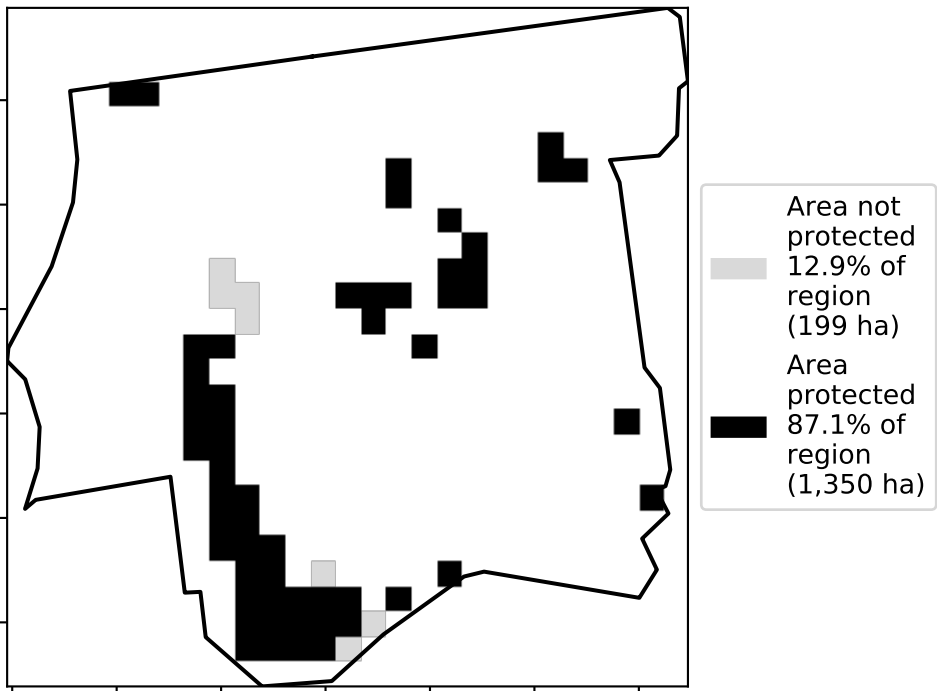 Area not
protected
12.9% of
region
(199 ha)
Area
protected
87.1% of
region
(1,350 ha)